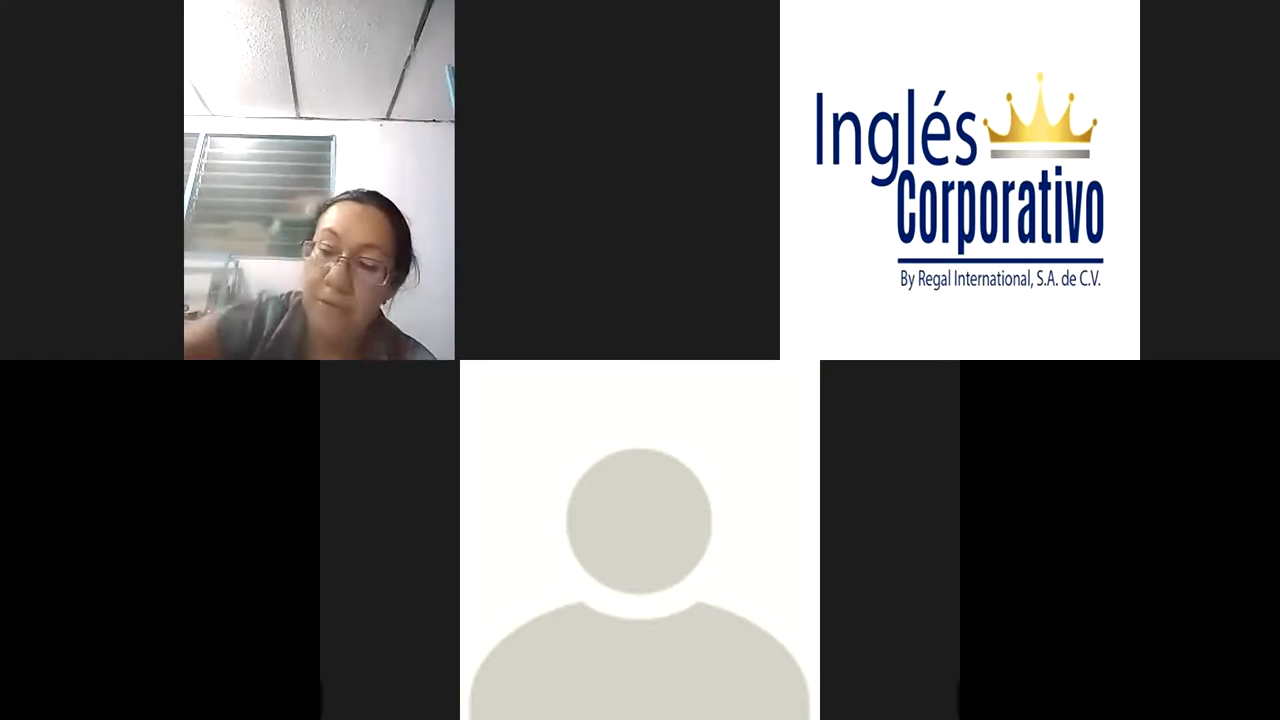 Inglés
Corporativo
By Regal International, S.A. de C.V.